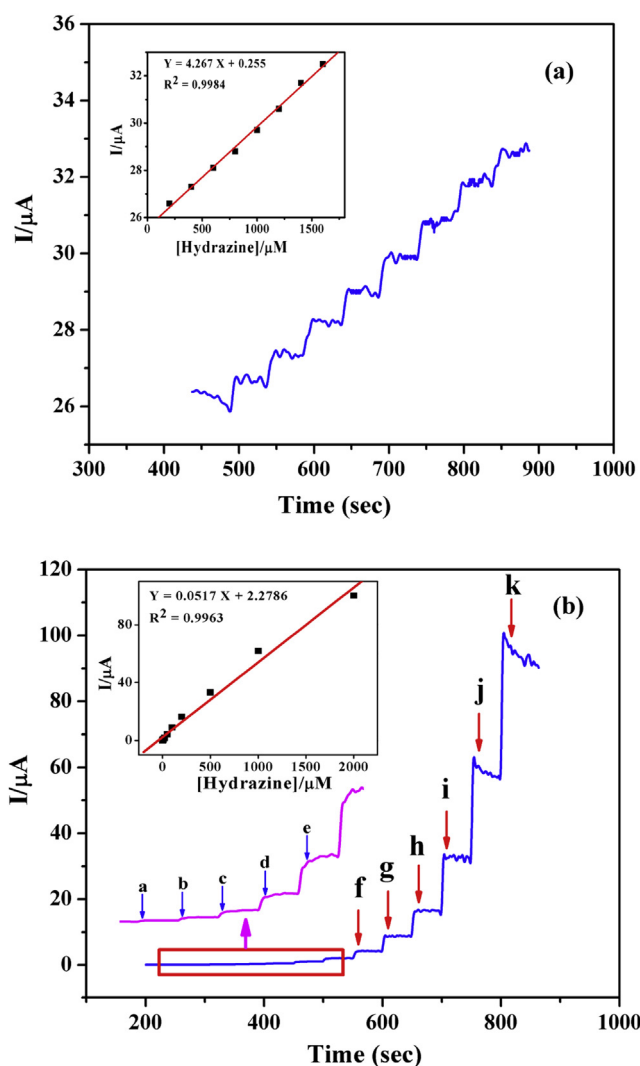 (a)
I/μA
36
34
32
30
28
26
300 400 500 600 700 800 900 1000
Time (sec)
Y = 4.267 X + 0.255
R² = 0.9984
I/μA
32
30
28
26
0 500 1000 1500
[Hydrazine]/μM
(b)
I/μA
120
100
80
60
40
20
0
200 400 600 800 1000
Time (sec)
Y = 0.0517 X + 2.2786
R² = 0.9963
I/μA
80
40
0
0 500 1000 1500 2000
[Hydrazine]/μM
a b c d e f g h i j k